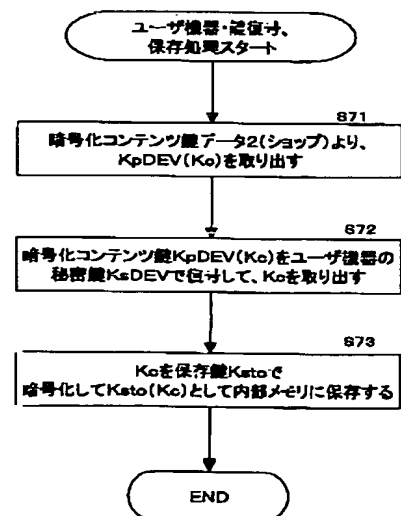 ユーザ機器・鍵復号、
保存処理スタート
S71
暗号化コンテンツ鍵データ2(ショップ)より、
KpDEV(Kc)を取り出す
S72
暗号化コンテンツ鍵KpDEV(Kc)をユーザ機器の
秘密鍵KsDEVで復号して、Kcを取り出す
S73
Kcを保存鍵Kstoで
暗号化してKsto(Kc)として内部メモリに保存する
END